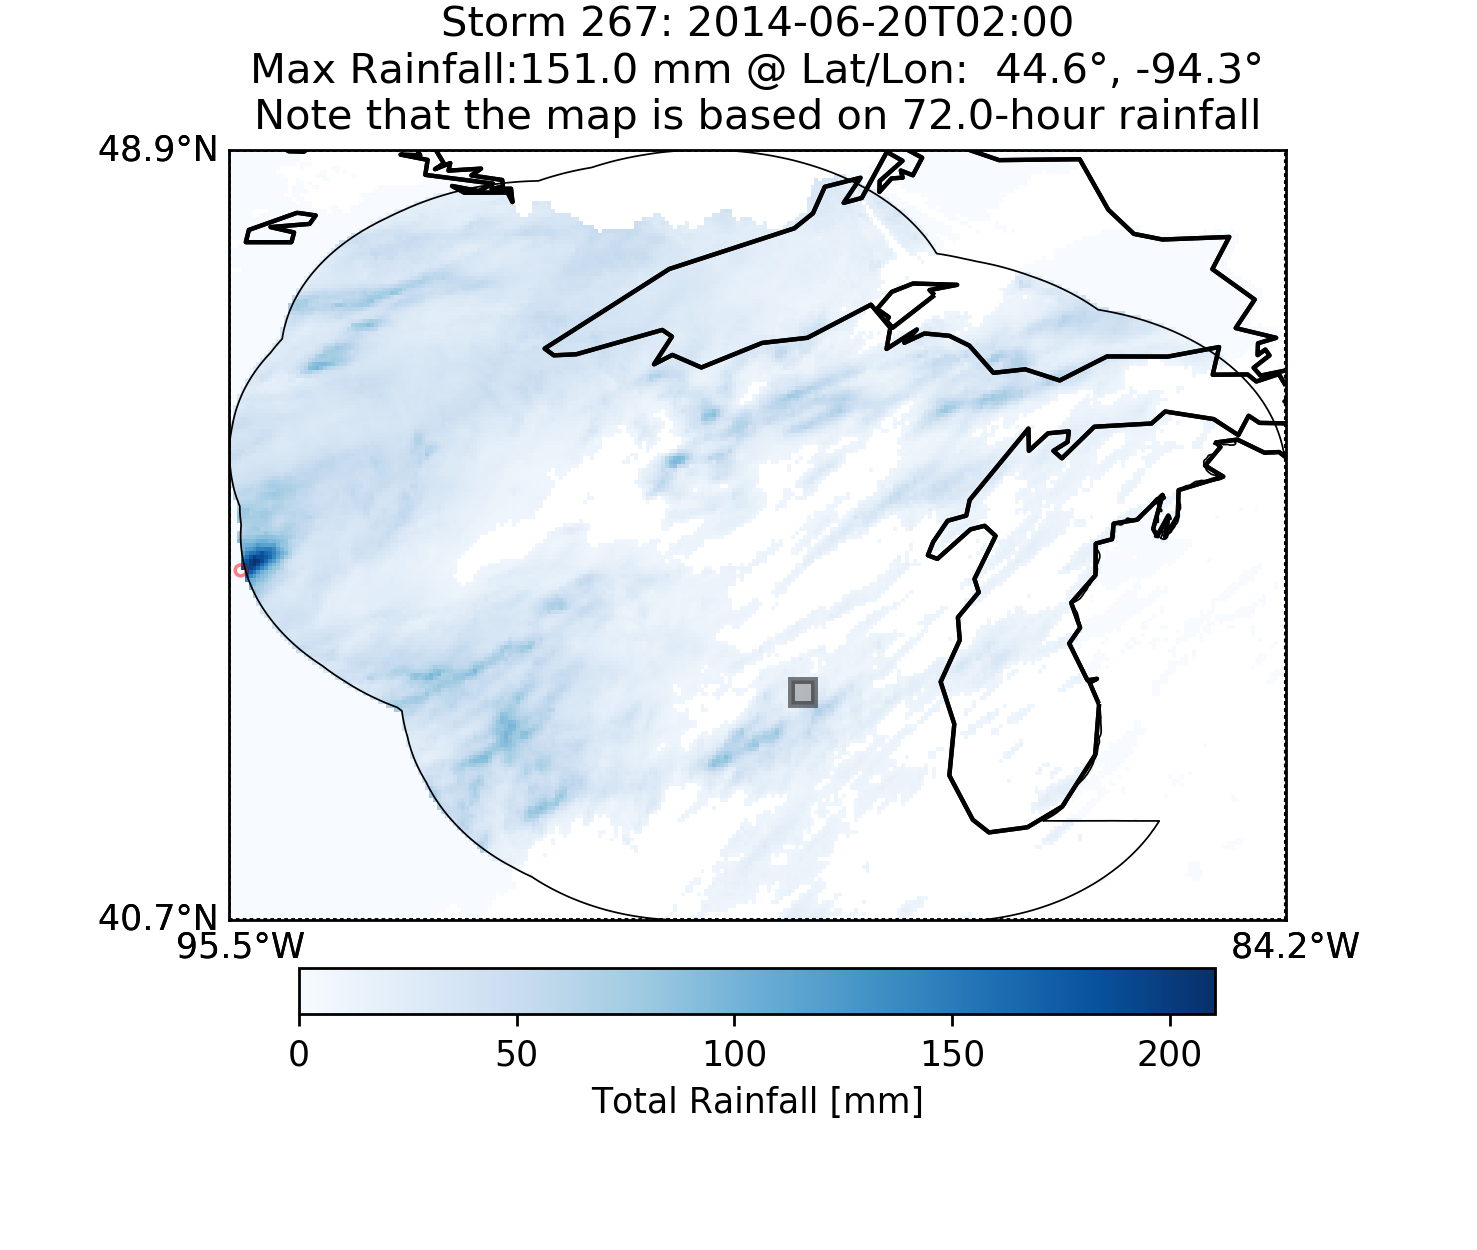 Storm 267: 2014-06-20T02:00
Max Rainfall:151.0 mm @ Lat/Lon:  44.6°, -94.3°
Note that the map is based on 72.0-hour rainfall
48.9°N
40.7°N
95.5°W 84.2°W
0 50 100 150 200
Total Rainfall [mm]